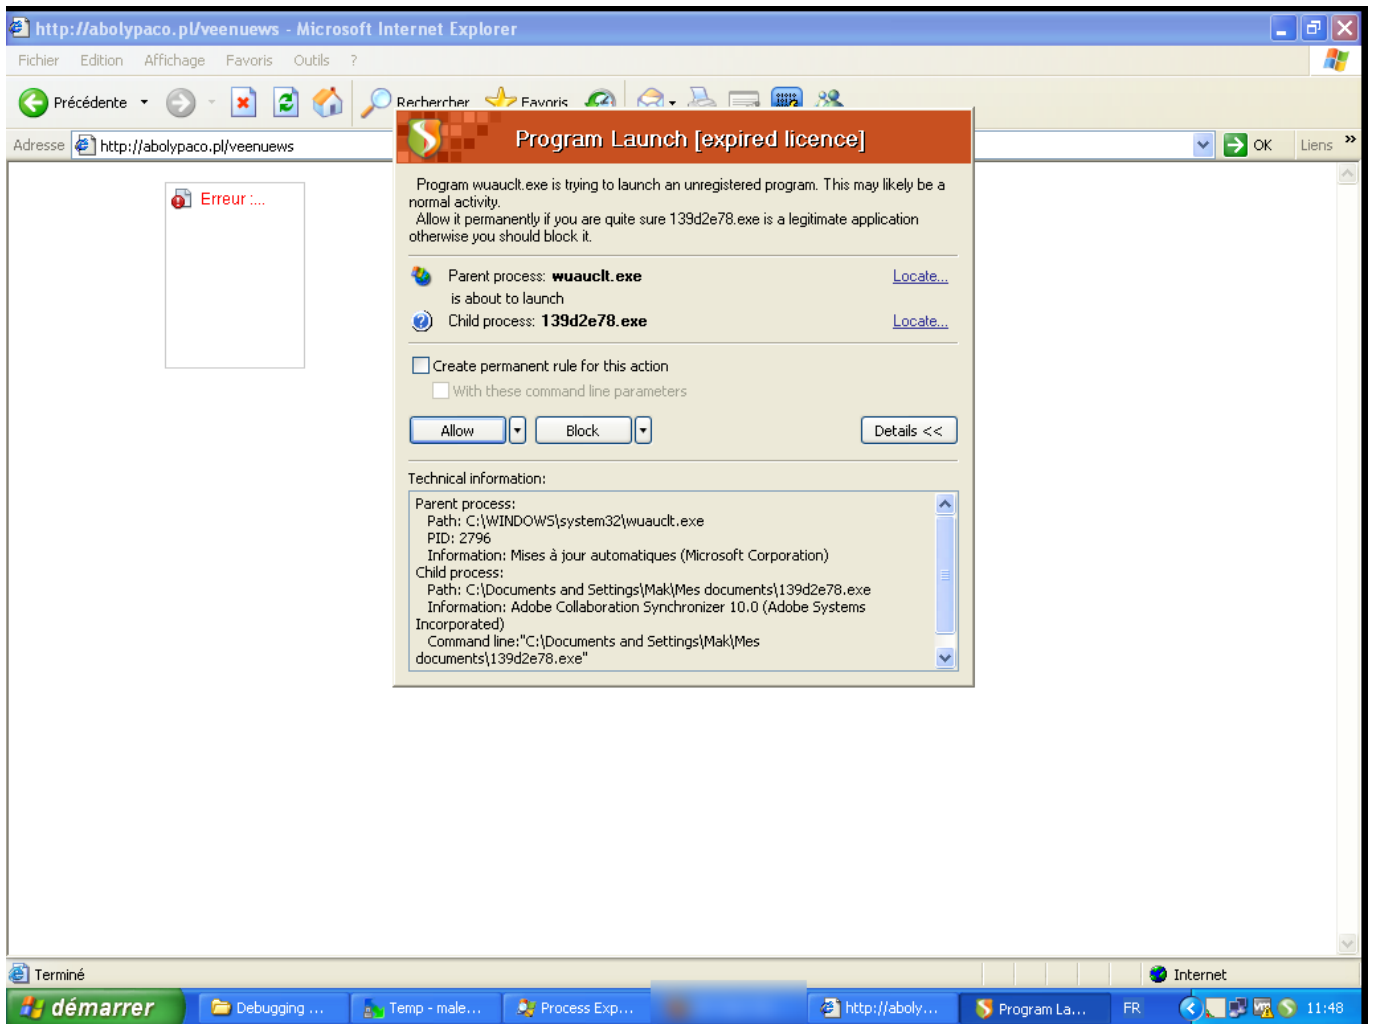 http://abolypaco.pl/veenuews - Microsoft Internet Explorer
Fichier Edition Affichage Favoris Outils ?
Précédente Rechercher Favoris
Adresse http://abolypaco.pl/veenuews OK Liens »
Erreur :...
Program Launch [expired licence]
Program wuauclt.exe is trying to launch an unregistered program. This may likely be a
normal activity.
Allow it permanently if you are quite sure 139d2e78.exe is a legitimate application
otherwise you should block it.
Parent process: wuauclt.exe Locate...
is about to launch
Child process: 139d2e78.exe Locate...
Create permanent rule for this action
With these command line parameters
Allow Block Details <<
Technical information:
Parent process:
Path: C:\WINDOWS\system32\wuauclt.exe
PID: 2796
Information: Mises à jour automatiques (Microsoft Corporation)
Child process:
Path: C:\Documents and Settings\Mak\Mes documents\139d2e78.exe
Information: Adobe Collaboration Synchronizer 10.0 (Adobe Systems
Incorporated)
Command line:"C:\Documents and Settings\Mak\Mes
documents\139d2e78.exe"
Terminé Internet
démarrer Debugging ... Temp - male... Process Exp... http://aboly... Program La... FR 11:48